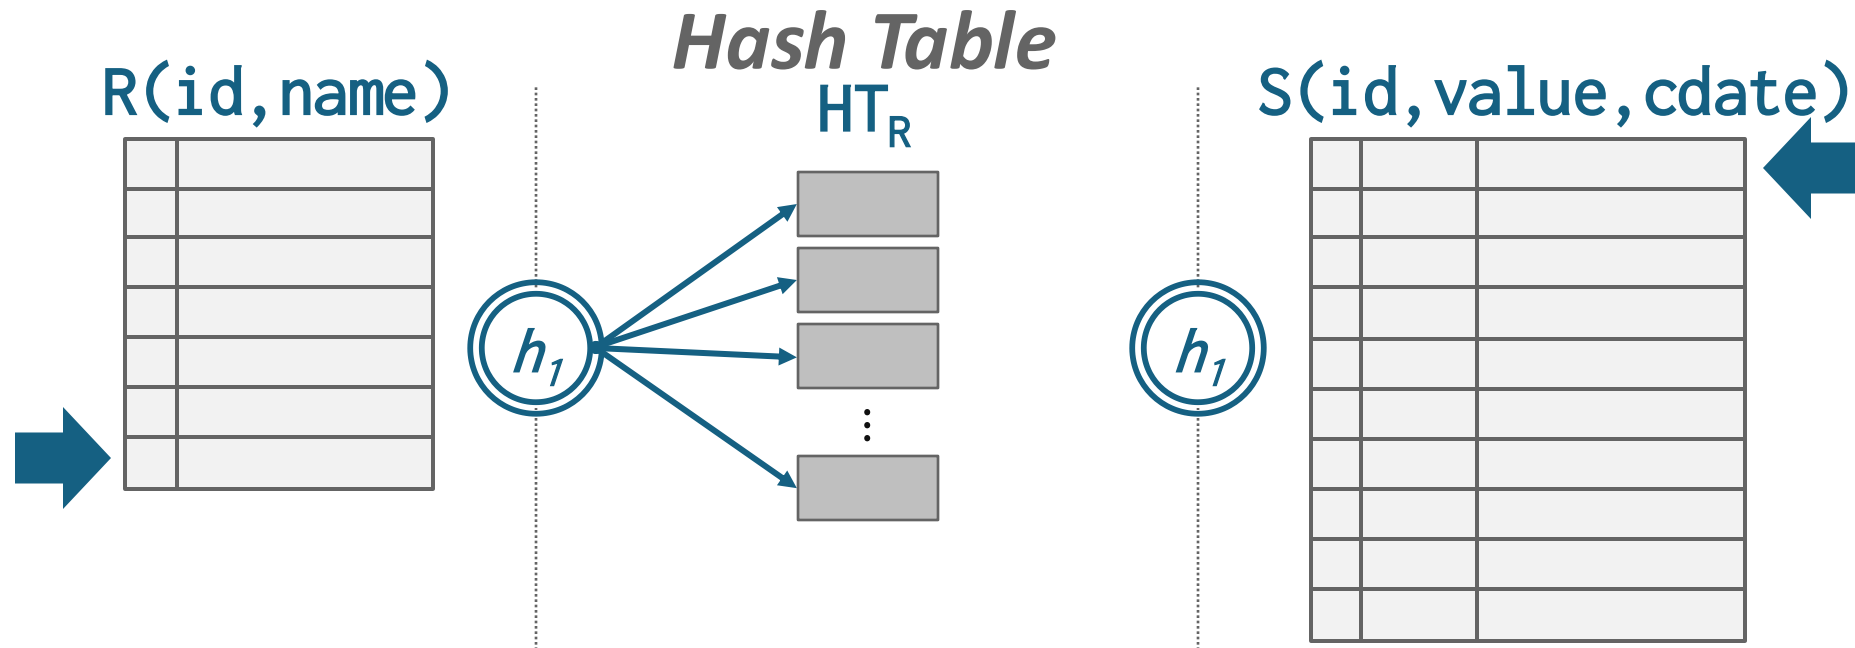 Hash Table
R(id,name)
HTR
S(id,value,cdate)
h1
h1